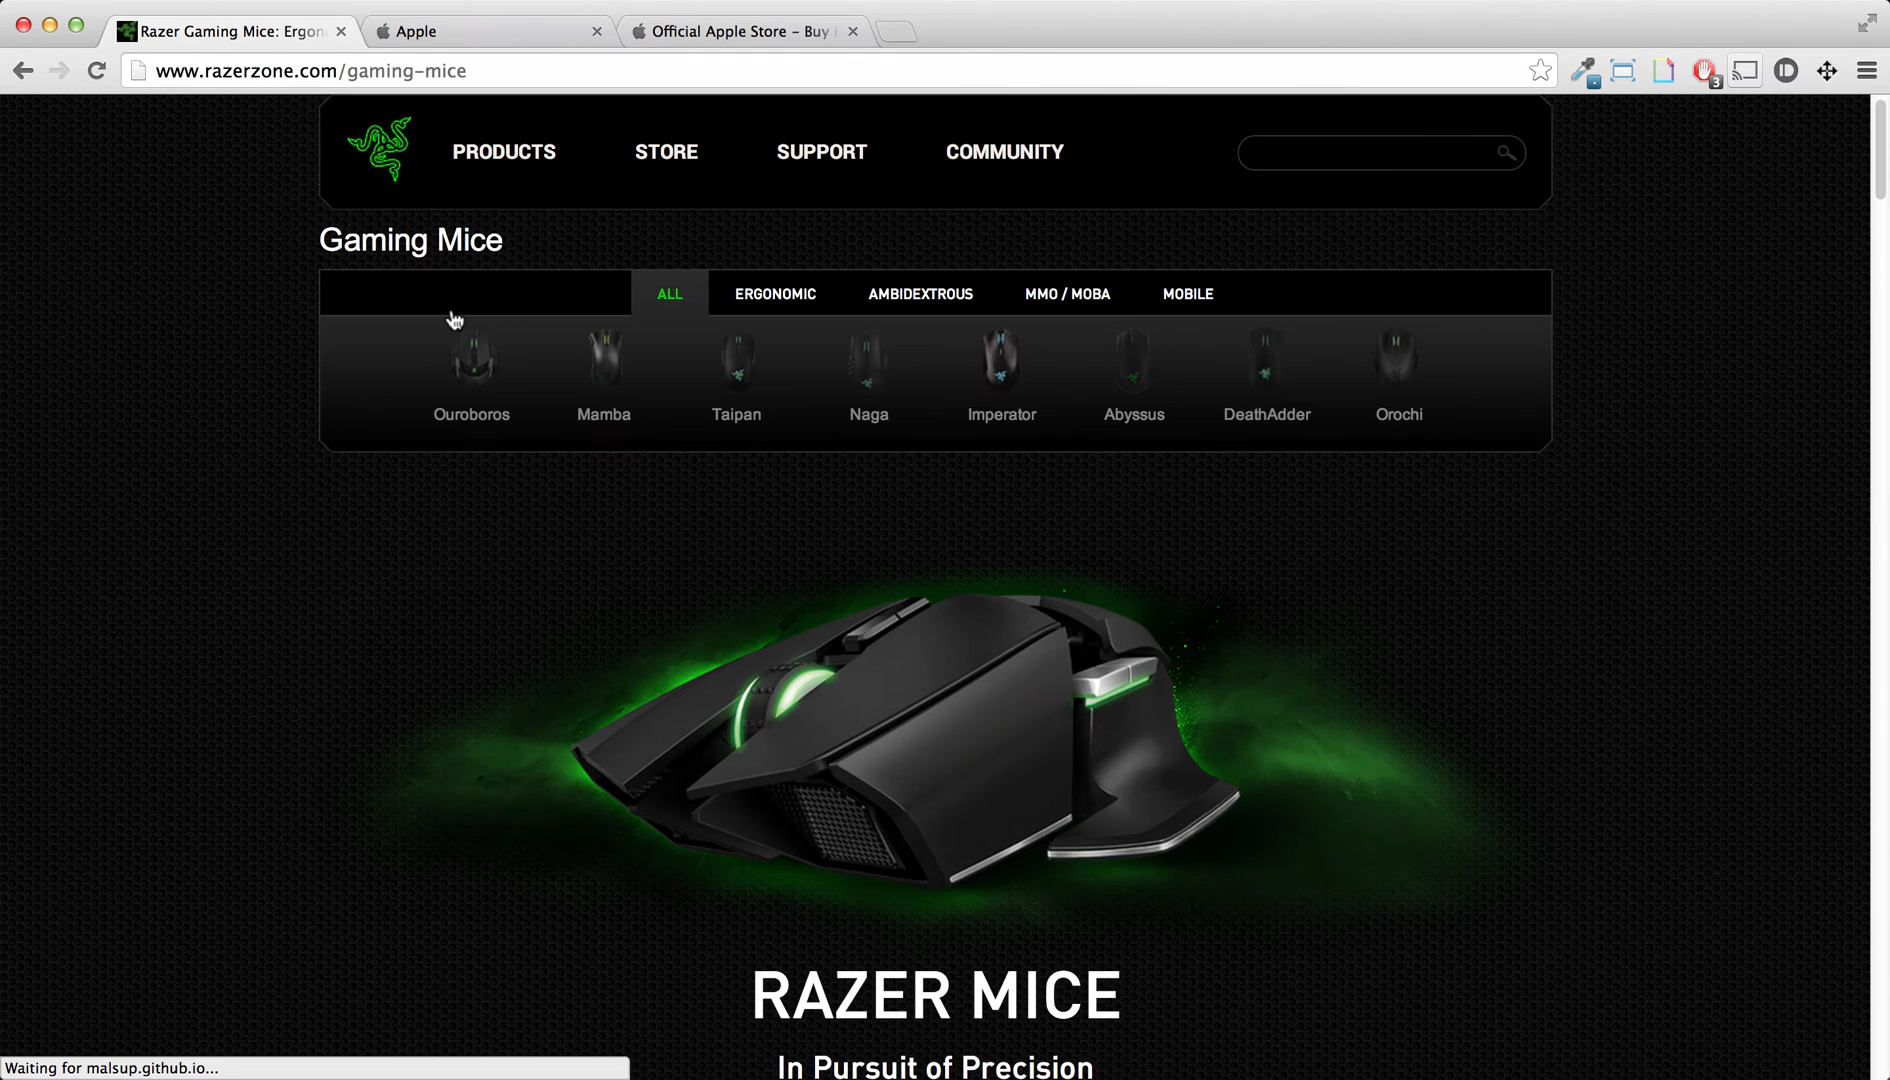 Razer Gaming Mice: Ergon
Apple
Official Apple Store – Buy i
www.razerzone.com/gaming-mice
3
PRODUCTS
STORE
SUPPORT
COMMUNITY
Gaming Mice
ALL
ERGONOMIC
AMBIDEXTROUS
MMO / MOBA
MOBILE
Ouroboros
Mamba
Taipan
Naga
Imperator
Abyssus
DeathAdder
Orochi
RAZER MICE
In Pursuit of Precision
Waiting for malsup.github.io...